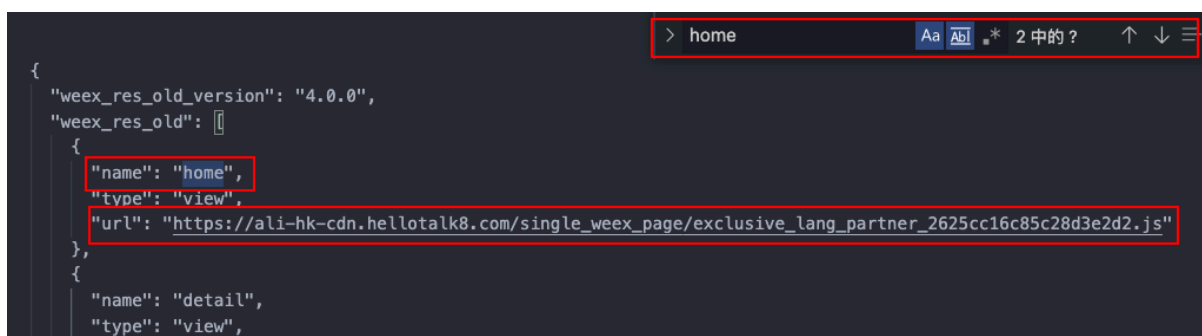 home Aa Abl .* 2 中的？
{
"weex_res_old_version": "4.0.0",
"weex_res_old": [
{
"name": "home",
"type": "view",
"url": "https://ali-hk-cdn.hellotalk8.com/single_weex_page/exclusive_lang_partner_2625cc16c85c28d3e2d2.js"
},
{
"name": "detail",
"type": "view",